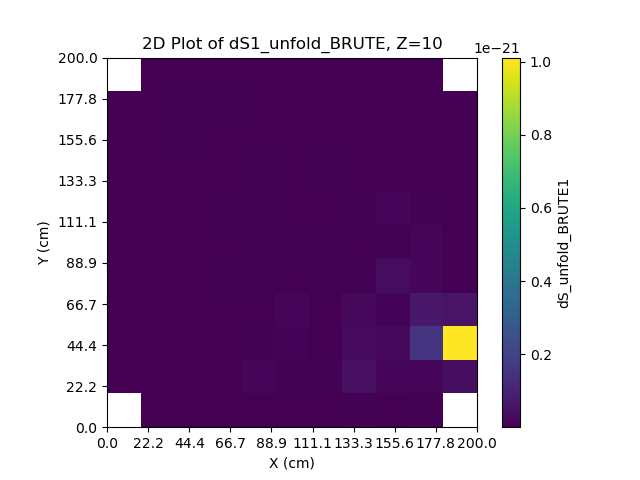 2D Plot of dS1_unfold_BRUTE, Z=10
1e−21
200.0
177.8
155.6
133.3
111.1
88.9
66.7
44.4
22.2
0.0
Y (cm)
0.0 22.2 44.4 66.7 88.9 111.1 133.3 155.6 177.8 200.0
X (cm)
1.0
0.8
0.6
0.4
0.2
dS_unfold_BRUTE1